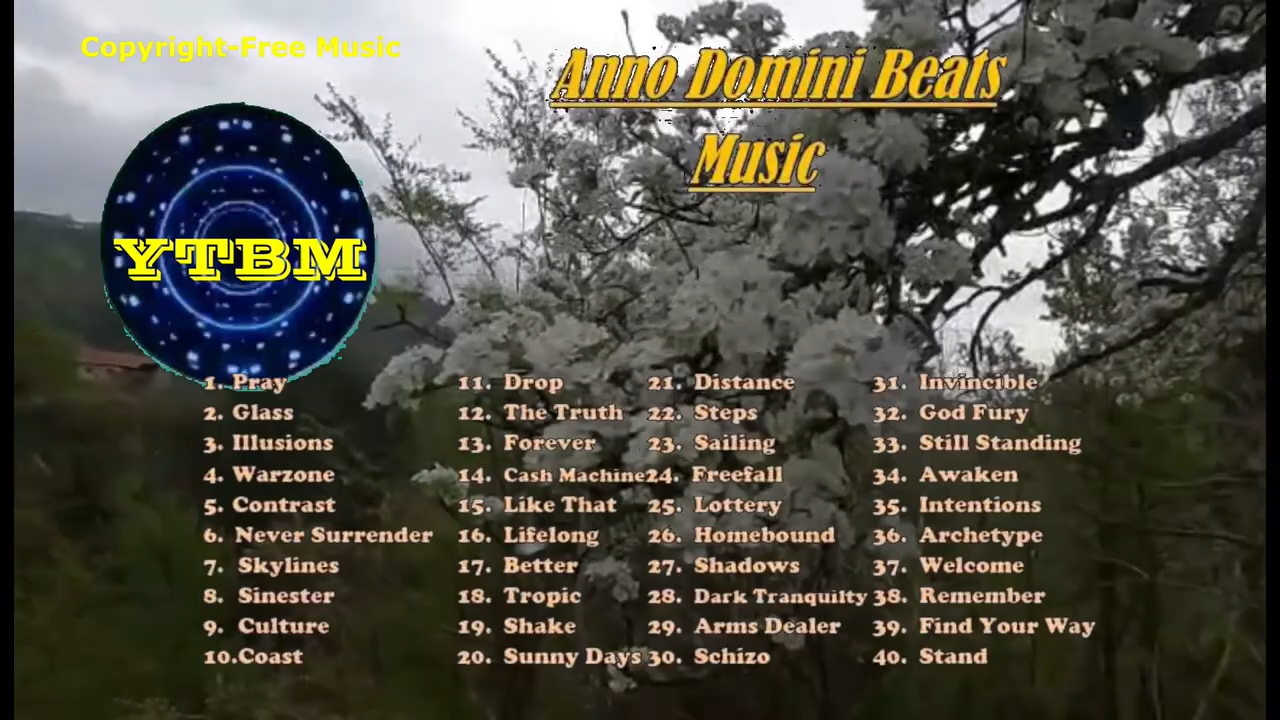 Copyright-Free Music
Anno Domini Beats
Music
YTBM
1. Pray
2. Glass
3. Illusions
4. Warzone
5. Contrast
6. Never Surrender
7. Skylines
8. Sinester
9. Culture
10.Coast
11. Drop
12. The Truth
13. Forever
14. Cash Machine
15. Like That
16. Lifelong
17. Better
18. Tropic
19. Shake
20. Sunny Days
21. Distance
22. Steps
23. Sailing
24. Freefall
25. Lottery
26. Homebound
27. Shadows
28. Dark Tranquilty
29. Arms Dealer
30. Schizo
31. Invincible
32. God Fury
33. Still Standing
34. Awaken
35. Intentions
36. Archetype
37. Welcome
38. Remember
39. Find Your Way
40. Stand